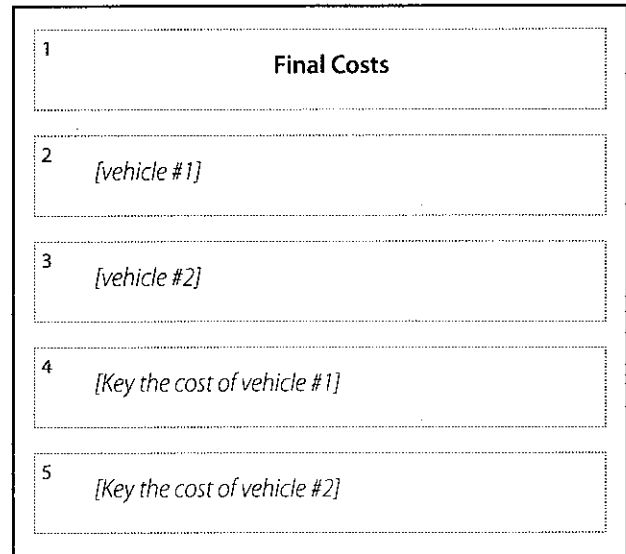 1
Final Costs
2
[vehicle #1]
3
[vehicle #2]
4
[Key the cost of vehicle #1]
5
[Key the cost of vehicle #2]